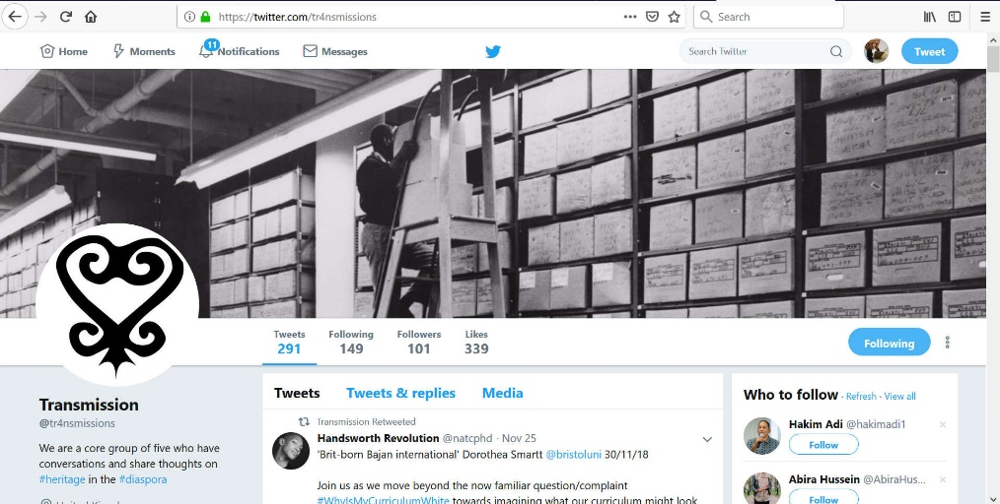 https://twitter.com/tr4nsmissions
Search
Home
Moments
11
Notifications
Messages
Search Twitter
Tweet
Tweets
291
Following
149
Followers
101
Likes
339
Following
Transmission
@tr4nsmissions
We are a core group of five who have
conversations and share thoughts on
#heritage in the #diaspora
Tweets
Tweets & replies
Media
Transmission Retweeted
Handsworth Revolution @natcphd · Nov 25
'Brit-born Bajan international' Dorothea Smartt @bristoluni 30/11/18
Join us as we move beyond the now familiar question/complaint
#WhyIsMyCurriculumWhite towards imagining what our curriculum might look
Who to follow · Refresh · View all
Hakim Adi @hakimadi1
Follow
Abira Hussein @AbiraHus...
Follow